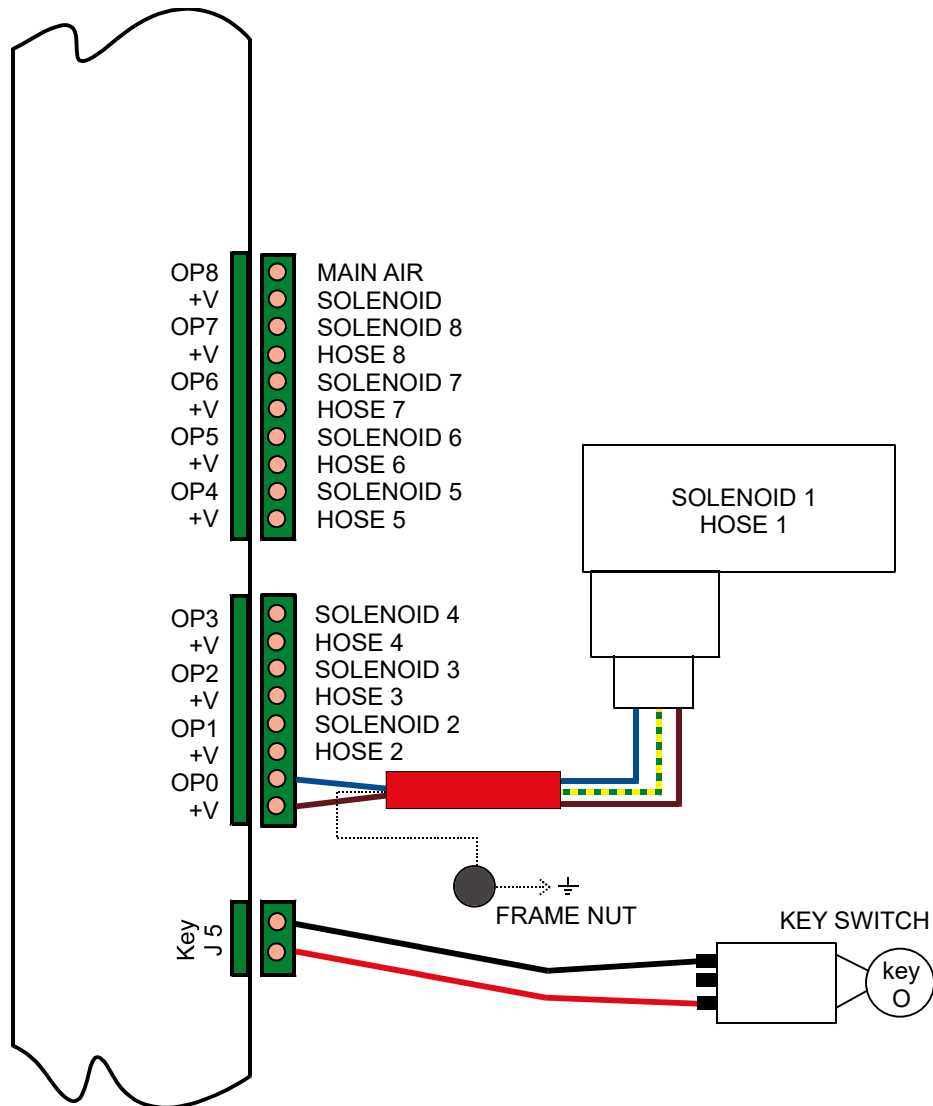 OP8 MAIN AIR
+V SOLENOID
OP7 SOLENOID 8
+V HOSE 8
OP6 SOLENOID 7
+V HOSE 7
OP5 SOLENOID 6
+V HOSE 6
OP4 SOLENOID 5
+V HOSE 5
SOLENOID 1
HOSE 1
OP3 SOLENOID 4
+V HOSE 4
OP2 SOLENOID 3
+V HOSE 3
OP1 SOLENOID 2
+V HOSE 2
OP0
+V
FRAME NUT
Key
J 5
KEY SWITCH
key
O